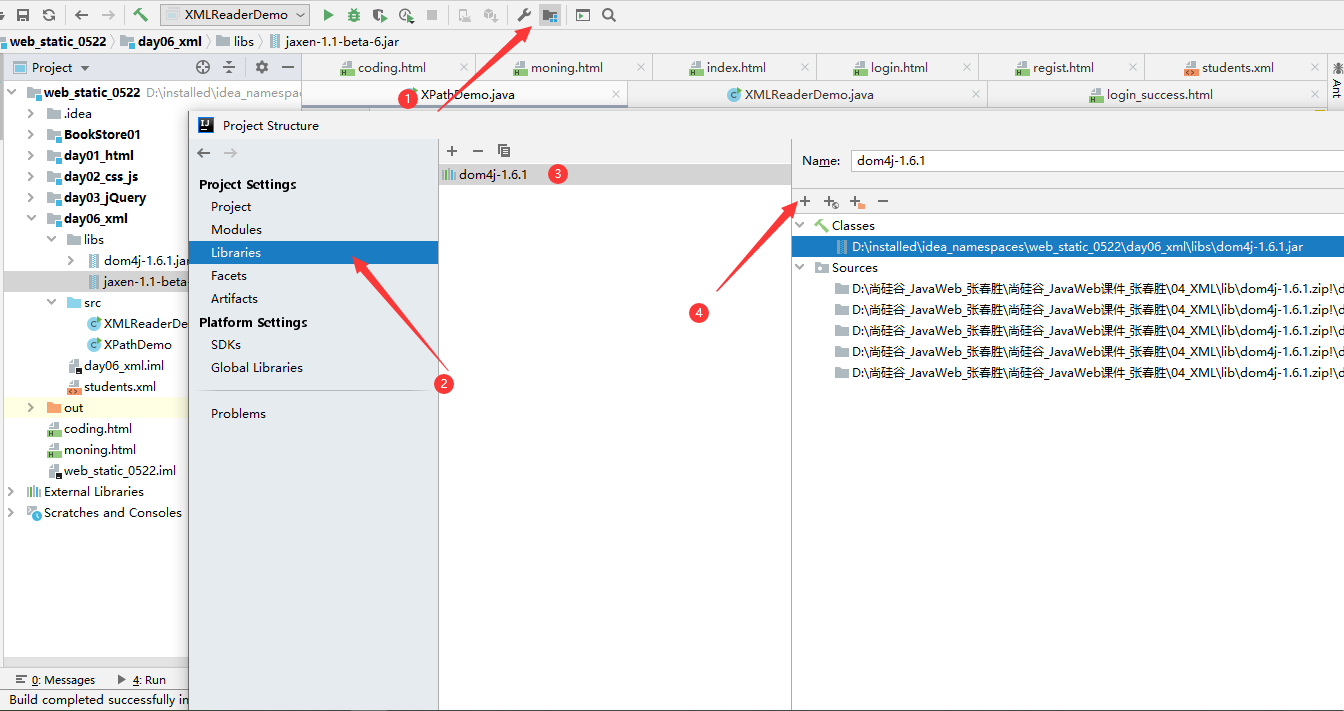 XMLReaderDemo
web_static_0522
day06_xml
libs
jaxen-1.1-beta-6.jar
Project
coding.html
moning.html
index.html
login.html
regist.html
students.xml
Ant
1
XPathDemo.java
XMLReaderDemo.java
login_success.html
web_static_0522 D:\installed\idea_namespaces
.idea
BookStore01
day01_html
day02_css_js
day03_jQuery
day06_xml
libs
dom4j-1.6.1.jar
jaxen-1.1-beta-
src
XMLReaderDe
XPathDemo
day06_xml.iml
students.xml
out
coding.html
moning.html
web_static_0522.iml
External Libraries
Scratches and Consoles
0: Messages
4: Run
Build completed successfully in
Project Structure
Project Settings
Project
Modules
Libraries
Facets
Artifacts
Platform Settings
SDKs
Global Libraries
Problems
2
dom4j-1.6.1
3
4
Name: dom4j-1.6.1
Classes
D:\installed\idea_namespaces\web_static_0522\day06_xml\libs\dom4j-1.6.1.jar
Sources
D:\尚硅谷_JavaWeb_张春胜\尚硅谷_JavaWeb课件_张春胜\04_XML\lib\dom4j-1.6.1.zip!\d
D:\尚硅谷_JavaWeb_张春胜\尚硅谷_JavaWeb课件_张春胜\04_XML\lib\dom4j-1.6.1.zip!\d
D:\尚硅谷_JavaWeb_张春胜\尚硅谷_JavaWeb课件_张春胜\04_XML\lib\dom4j-1.6.1.zip!\d
D:\尚硅谷_JavaWeb_张春胜\尚硅谷_JavaWeb课件_张春胜\04_XML\lib\dom4j-1.6.1.zip!\d
D:\尚硅谷_JavaWeb_张春胜\尚硅谷_JavaWeb课件_张春胜\04_XML\lib\dom4j-1.6.1.zip!\d